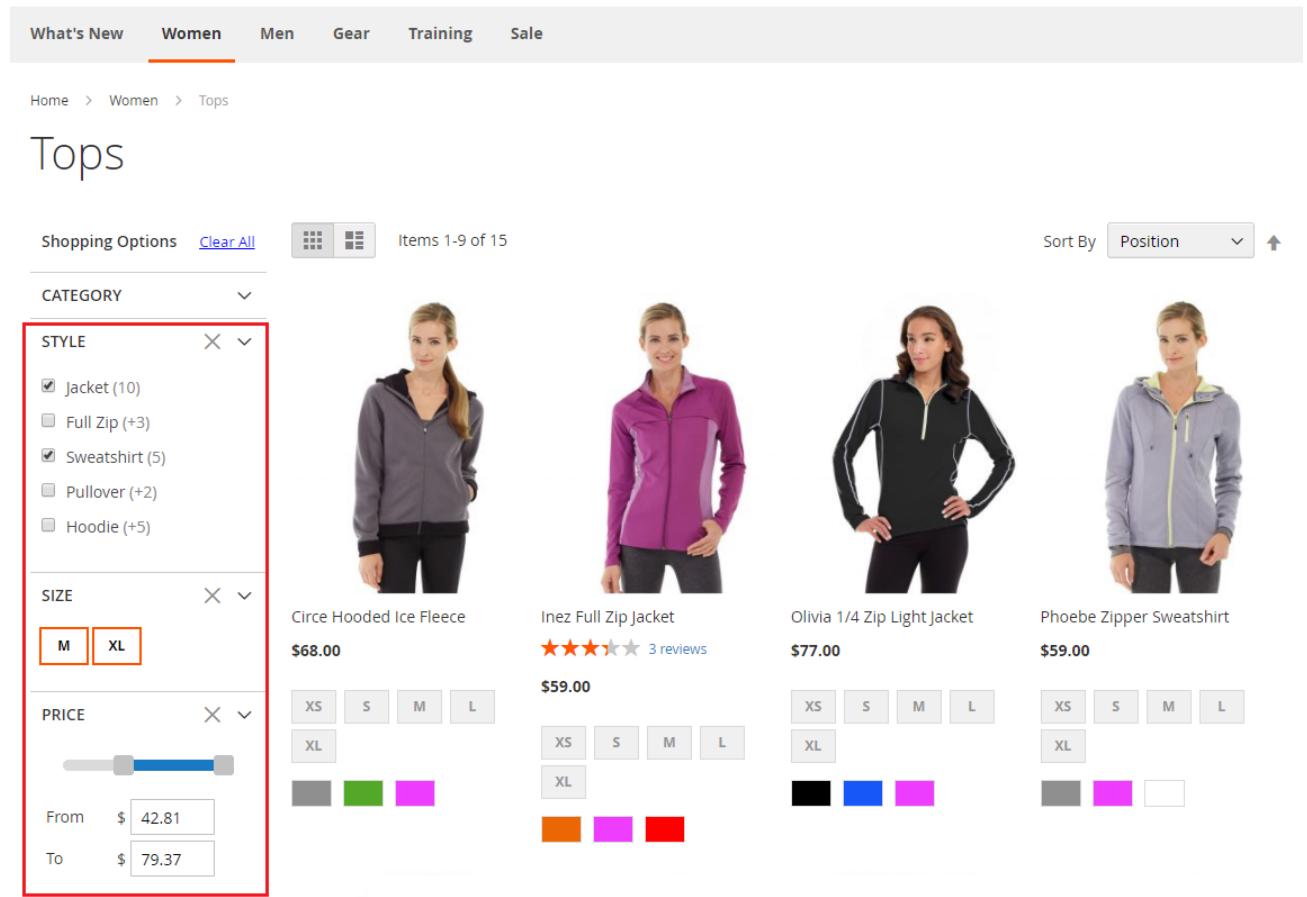 What's New Women Men Gear Training Sale
Home > Women > Tops
Tops
Shopping Options Clear All
Items 1-9 of 15
Sort By Position
CATEGORY
STYLE
Jacket (10)
Full Zip (+3)
Sweatshirt (5)
Pullover (+2)
Hoodie (+5)
SIZE
M XL
PRICE
From $ 42.81
To $ 79.37
Circe Hooded Ice Fleece
$68.00
XS S M L
XL
Inez Full Zip Jacket
3 reviews
$59.00
XS S M L
XL
Olivia 1/4 Zip Light Jacket
$77.00
XS S M L
XL
Phoebe Zipper Sweatshirt
$59.00
XS S M L
XL